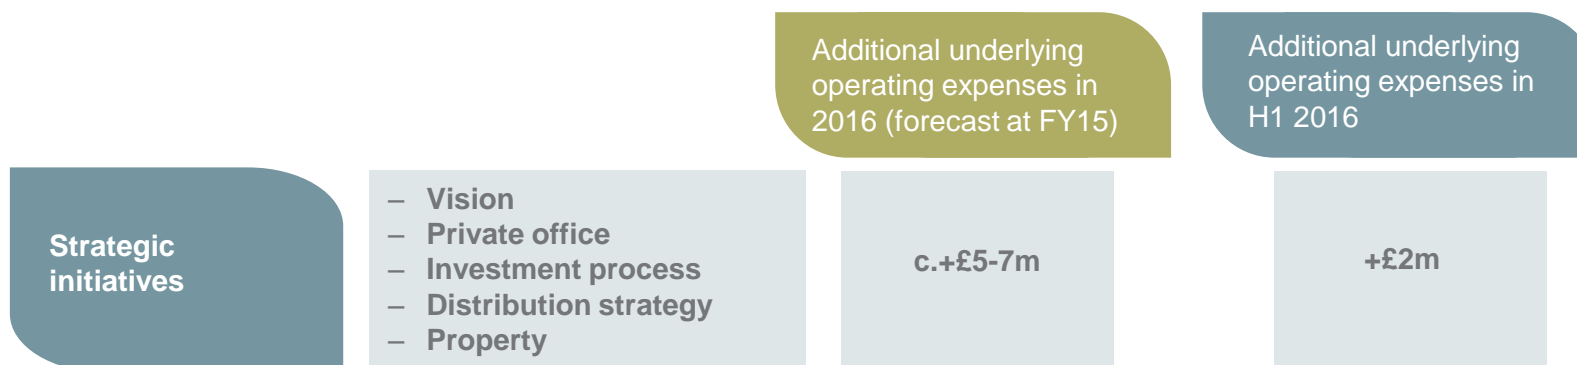 Additional underlying
operating expenses in
2016 (forecast at FY15)
Additional underlying
operating expenses in
H1 2016
Strategic
initiatives
– Vision
– Private office
– Investment process
– Distribution strategy
– Property
c.+£5-7m
+£2m